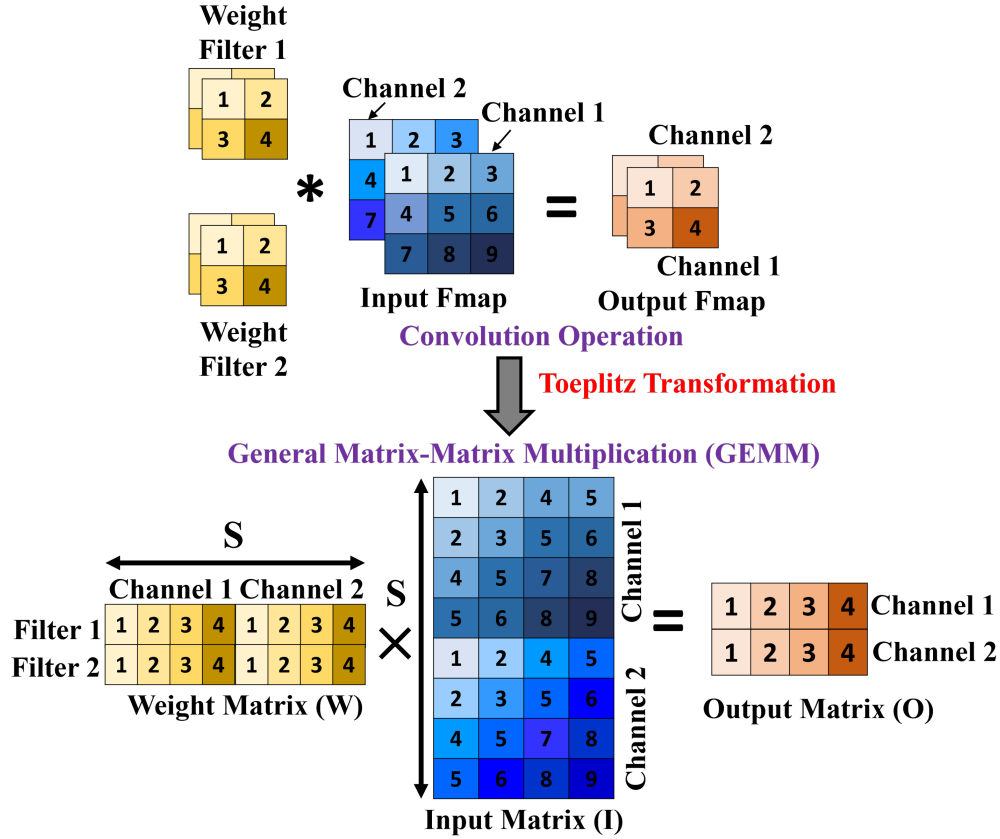 Weight
Filter 1
1 2
3 4
Channel 2
Channel 1
1 2 3
4
7
1 2 3
4 5 6
7 8 9
*
=
Channel 2
1 2
3 4
Channel 1
1 2
3 4
Weight
Filter 2
Input Fmap
Output Fmap
Convolution Operation
Toeplitz Transformation
General Matrix-Matrix Multiplication (GEMM)
S
Channel 1 Channel 2
Filter 1 1 2 3 4 1 2 3 4
Filter 2 1 2 3 4 1 2 3 4
Weight Matrix (W)
×
S
1 2 4 5
2 3 5 6
4 5 7 8
5 6 8 9
Channel 1
1 2 4 5
2 3 5 6
4 5 7 8
5 6 8 9
Channel 2
Input Matrix (I)
=
1 2 3 4 Channel 1
1 2 3 4 Channel 2
Output Matrix (O)